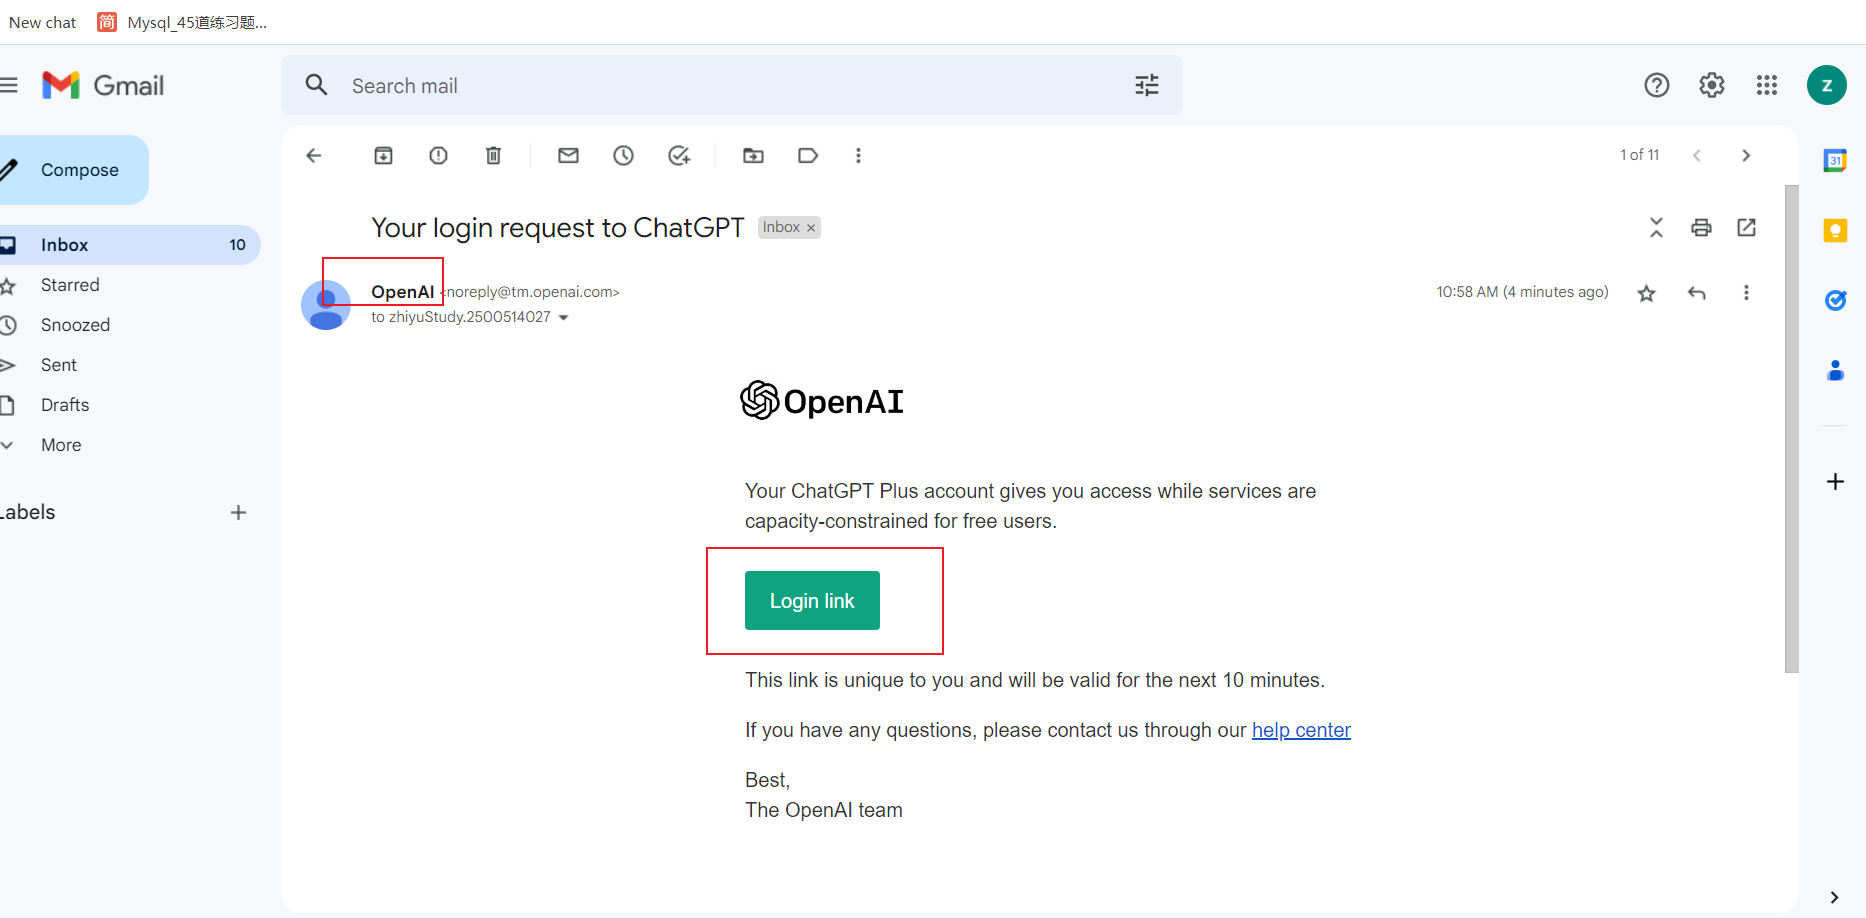 New chat 简 Mysql_45道练习题...
Gmail
Search mail
z
Compose
1 of 11
31
Your login request to ChatGPT Inbox ×
Inbox 10
Starred
OpenAI <noreply@tm.openai.com>
10:58 AM (4 minutes ago)
to zhiyuStudy.2500514027
Snoozed
Sent
Drafts
More
Labels
OpenAI
Your ChatGPT Plus account gives you access while services are
capacity-constrained for free users.
Login link
This link is unique to you and will be valid for the next 10 minutes.
If you have any questions, please contact us through our help center
Best,
The OpenAI team